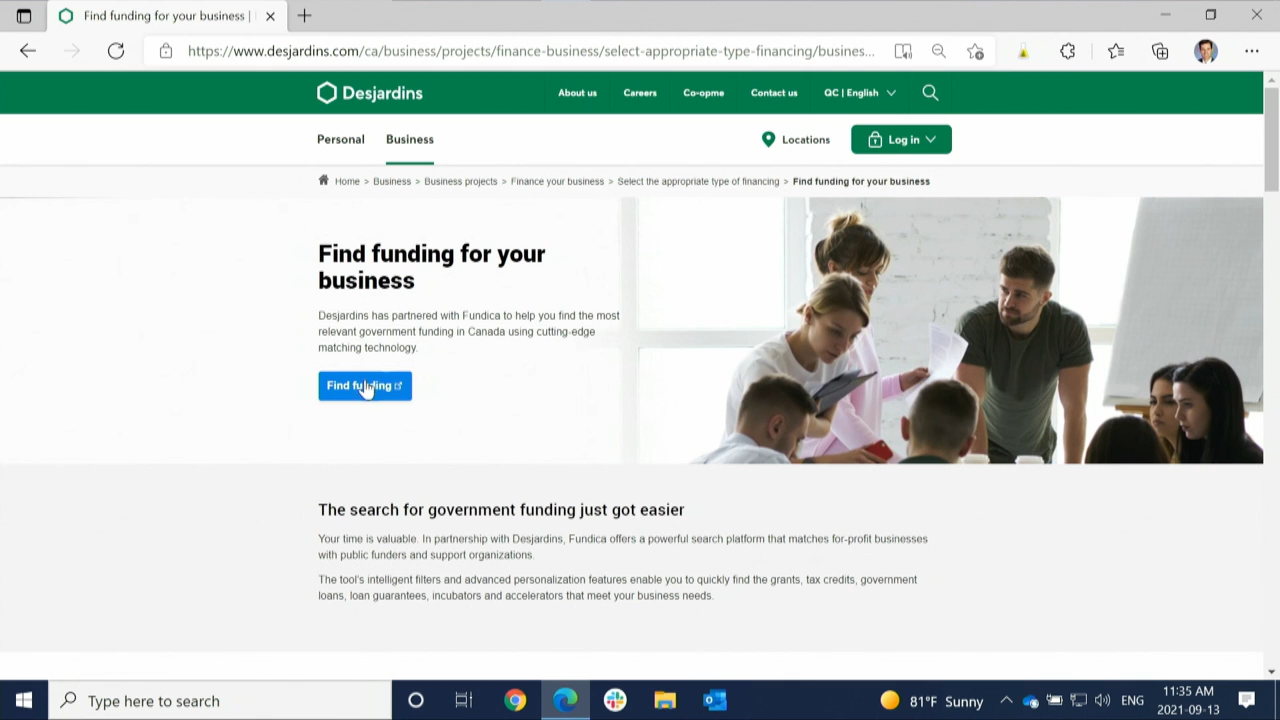 Find funding for your business |
https://www.desjardins.com/ca/business/projects/finance-business/select-appropriate-type-financing/busines...
Desjardins
About us
Careers
Co-opme
Contact us
QC | English
Personal
Business
Locations
Log in
Home > Business > Business projects > Finance your business > Select the appropriate type of financing > Find funding for your business
Find funding for your
business
Desjardins has partnered with Fundica to help you find the most
relevant government funding in Canada using cutting-edge
matching technology.
Find funding
The search for government funding just got easier
Your time is valuable. In partnership with Desjardins, Fundica offers a powerful search platform that matches for-profit businesses
with public funders and support organizations.
The tool's intelligent filters and advanced personalization features enable you to quickly find the grants, tax credits, government
loans, loan guarantees, incubators and accelerators that meet your business needs.
Type here to search
81°F Sunny
ENG
11:35 AM
2021-09-13